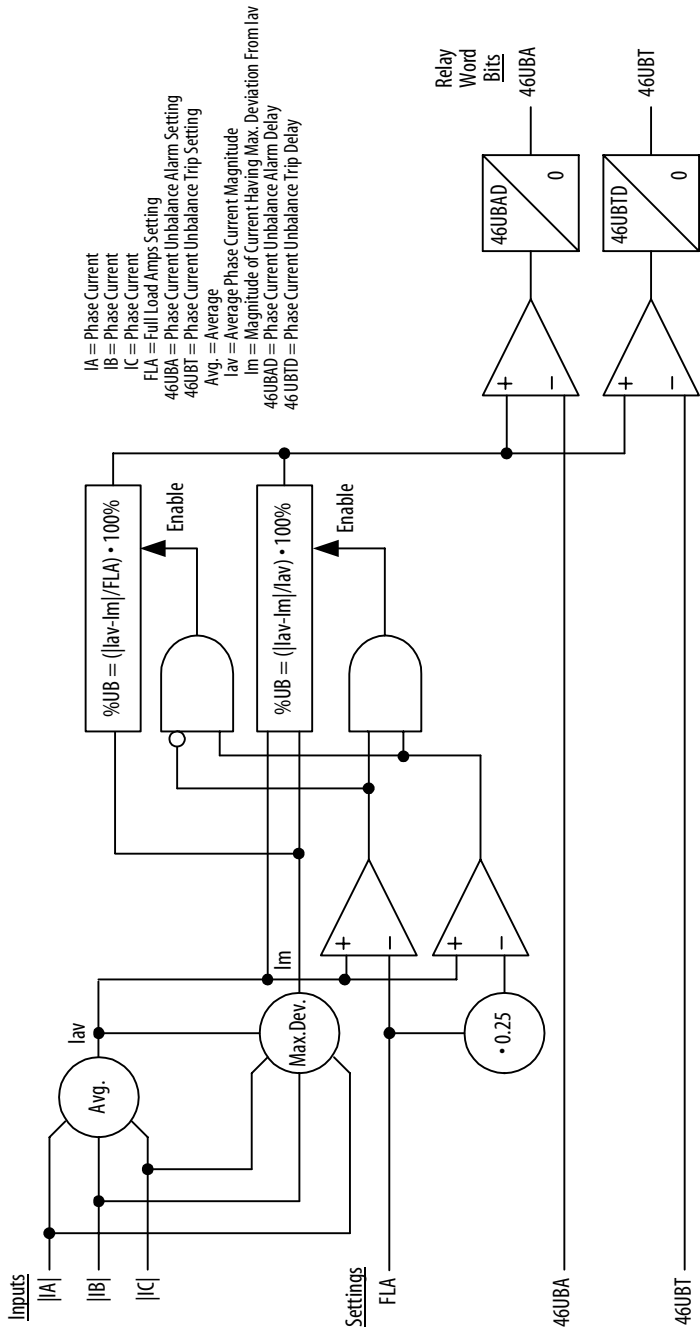 Inputs
|IA|
|IB|
|IC|
Avg.
Iav
Max.Dev.
Im
%UB = (|Iav-Im|/FLA) • 100%
Enable
%UB = (|Iav-Im|/Iav) • 100%
Enable
+
−
+
−
• 0.25
Settings
FLA
46UBA
46UBT
+
−
+
−
46UBAD
0
46UBTD
0
Relay
Word
Bits
46UBA
46UBT
IA = Phase Current
IB = Phase Current
IC = Phase Current
FLA = Full Load Amps Setting
46UBA = Phase Current Unbalance Alarm Setting
46UBT = Phase Current Unbalance Trip Setting
Avg. = Average
Iav = Average Phase Current Magnitude
Im = Magnitude of Current Having Max. Deviation From Iav
46UBAD = Phase Current Unbalance Alarm Delay
46 UBTD = Phase Current Unbalance Trip Delay